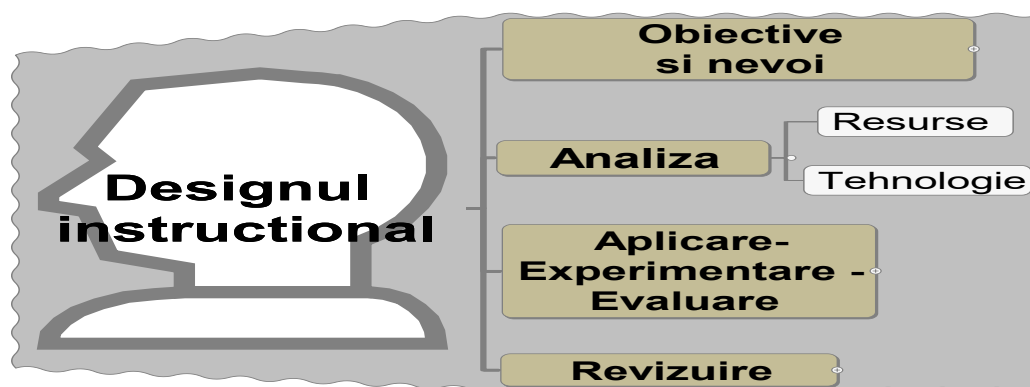 Designul
instructional
Obiective
si nevoi
Analiza
Resurse
Tehnologie
Aplicare-
Experimentare -
Evaluare
Revizuire